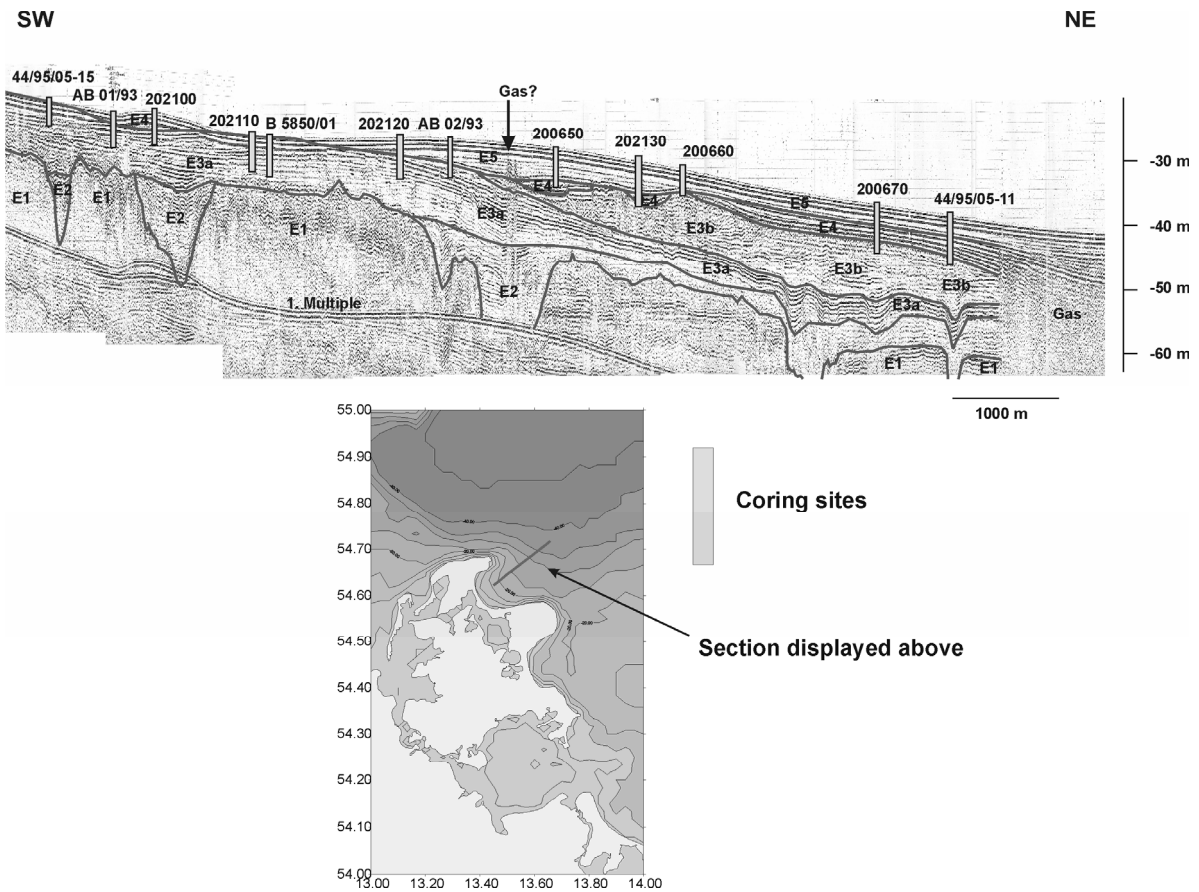 SW
NE
44/95/05-15
AB 01/93
202100
E4
202110
B 5850/01
202120
AB 02/93
Gas?
200650
202130
200660
200670
44/95/05-11
-30 m
-40 m
-50 m
-60 m
E1
E2
E1
E2
E3a
E1
E5
E4
E4
E3a
E3b
E5
E4
E3a
E3b
E3b
E3a
E2
E1
E1
Gas
1. Multiple
1000 m
55.00
54.90
54.80
54.70
54.60
54.50
54.40
54.30
54.20
54.10
54.00
13.00 13.20 13.40 13.60 13.80 14.00
Coring sites
Section displayed above